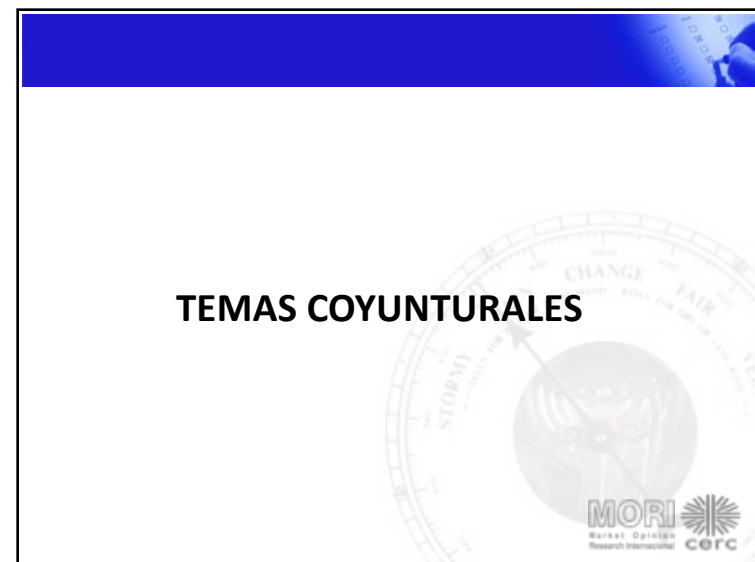 TEMAS COYUNTURALES
CHANGE
FAIR
STORMY
MORI
Market Opinion
Research Internacional
cerc